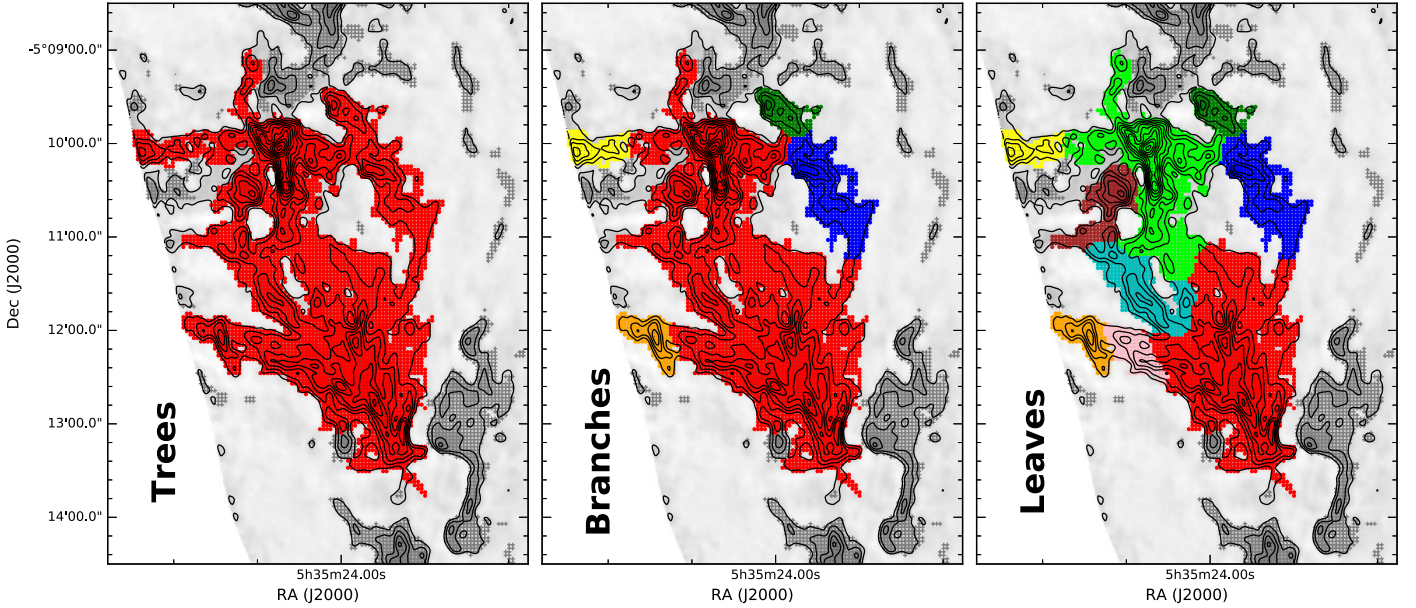 -5°09'00.0"
10'00.0"
11'00.0"
12'00.0"
13'00.0"
14'00.0"
Dec (J2000)
Trees
Branches
Leaves
5h35m24.00s
5h35m24.00s
5h35m24.00s
RA (J2000)
RA (J2000)
RA (J2000)